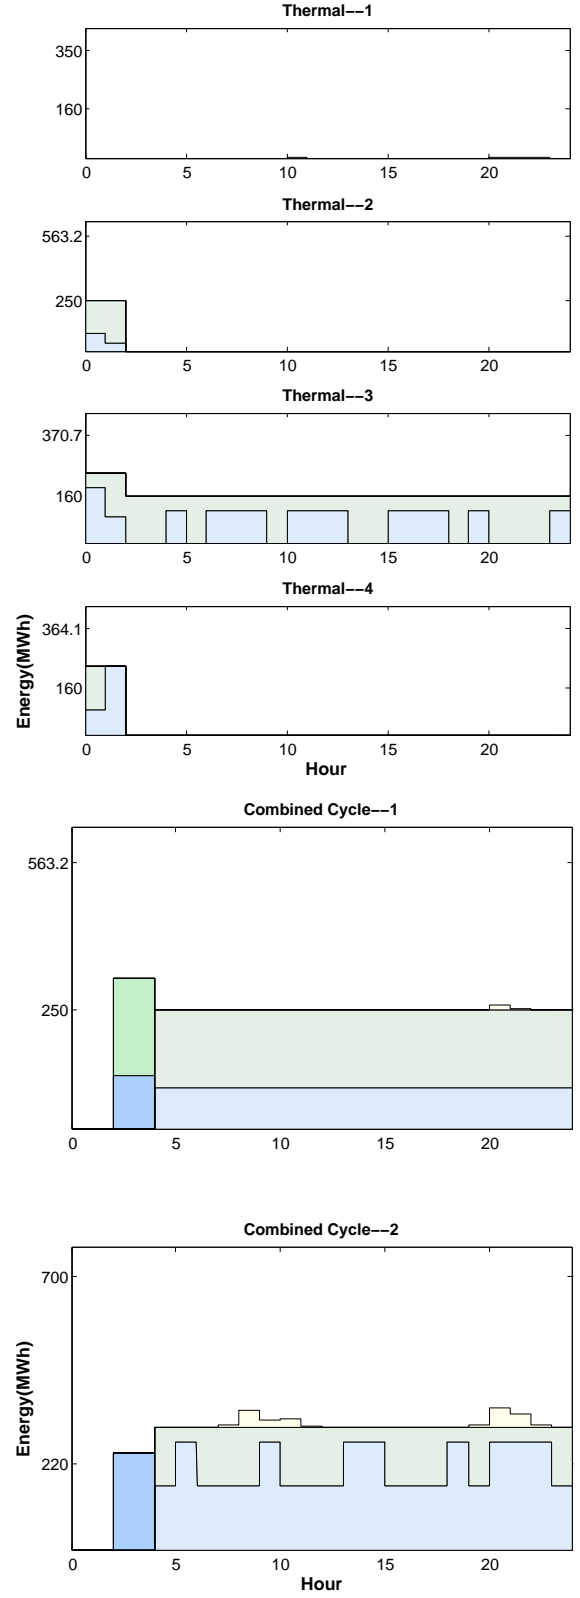 Thermal−−1
350
160
0 5 10 15 20
Thermal−−2
563.2
250
0 5 10 15 20
Thermal−−3
370.7
160
0 5 10 15 20
Thermal−−4
364.1
160
Energy(MWh)
0 5 10 15 20
Hour
Combined Cycle−−1
563.2
250
0 5 10 15 20
Combined Cycle−−2
700
220
Energy(MWh)
0 5 10 15 20
Hour